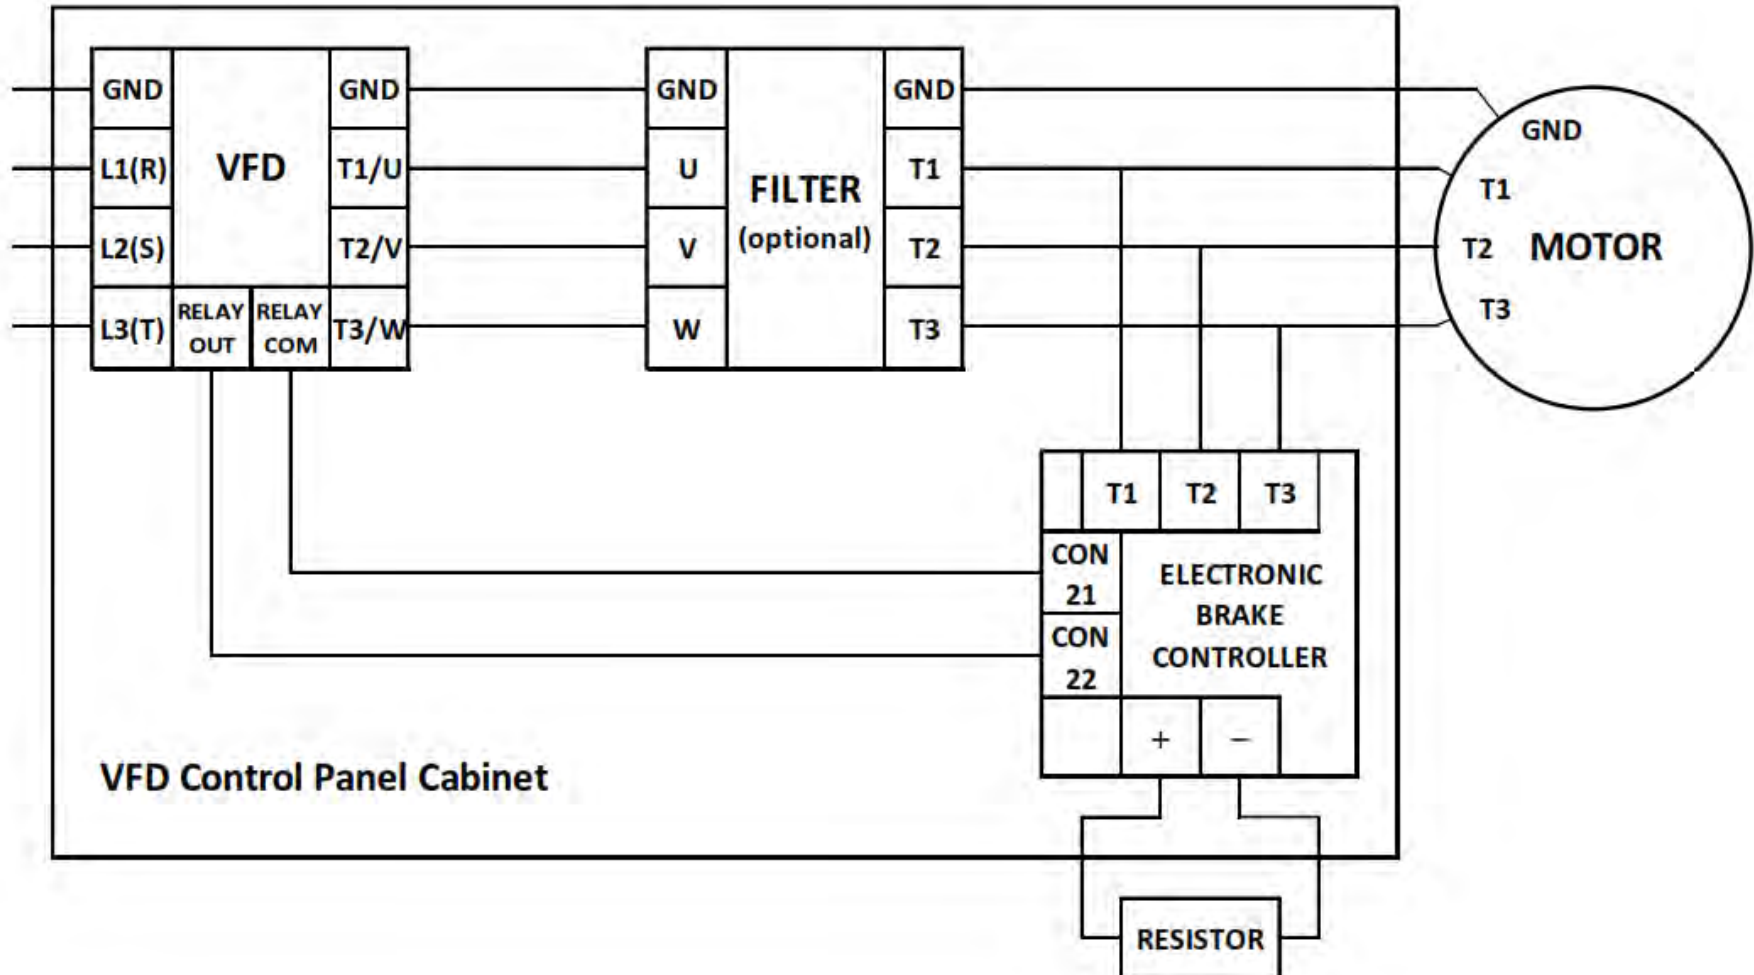 GND
VFD
GND
L1(R)
T1/U
L2(S)
T2/V
L3(T)
RELAY
OUT
RELAY
COM
T3/W
GND
FILTER
(optional)
GND
U
T1
V
T2
W
T3
GND
T1
T2
MOTOR
T3
T1
T2
T3
CON
21
CON
22
ELECTRONIC
BRAKE
CONTROLLER
+
−
VFD Control Panel Cabinet
RESISTOR